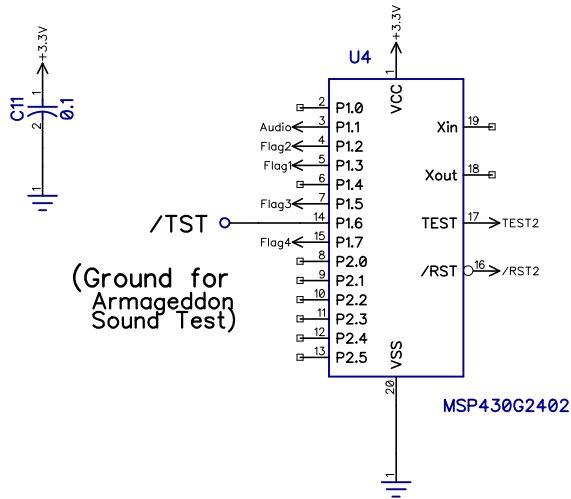 +3.3V
1
C11
0.1
2
1
+3.3V
U4
1
VCC
2 P1.0
Audio 3 P1.1
Flag2 4 P1.2
Flag1 5 P1.3
6 P1.4
Flag3 7 P1.5
/TST 14 P1.6
Flag4 15 P1.7
8 P2.0
9 P2.1
10 P2.2
11 P2.3
12 P2.4
13 P2.5
Xin 19
Xout 18
TEST 17 TEST2
/RST 16 /RST2
(Ground for
Armageddon
Sound Test)
VSS
20
MSP430G2402
1